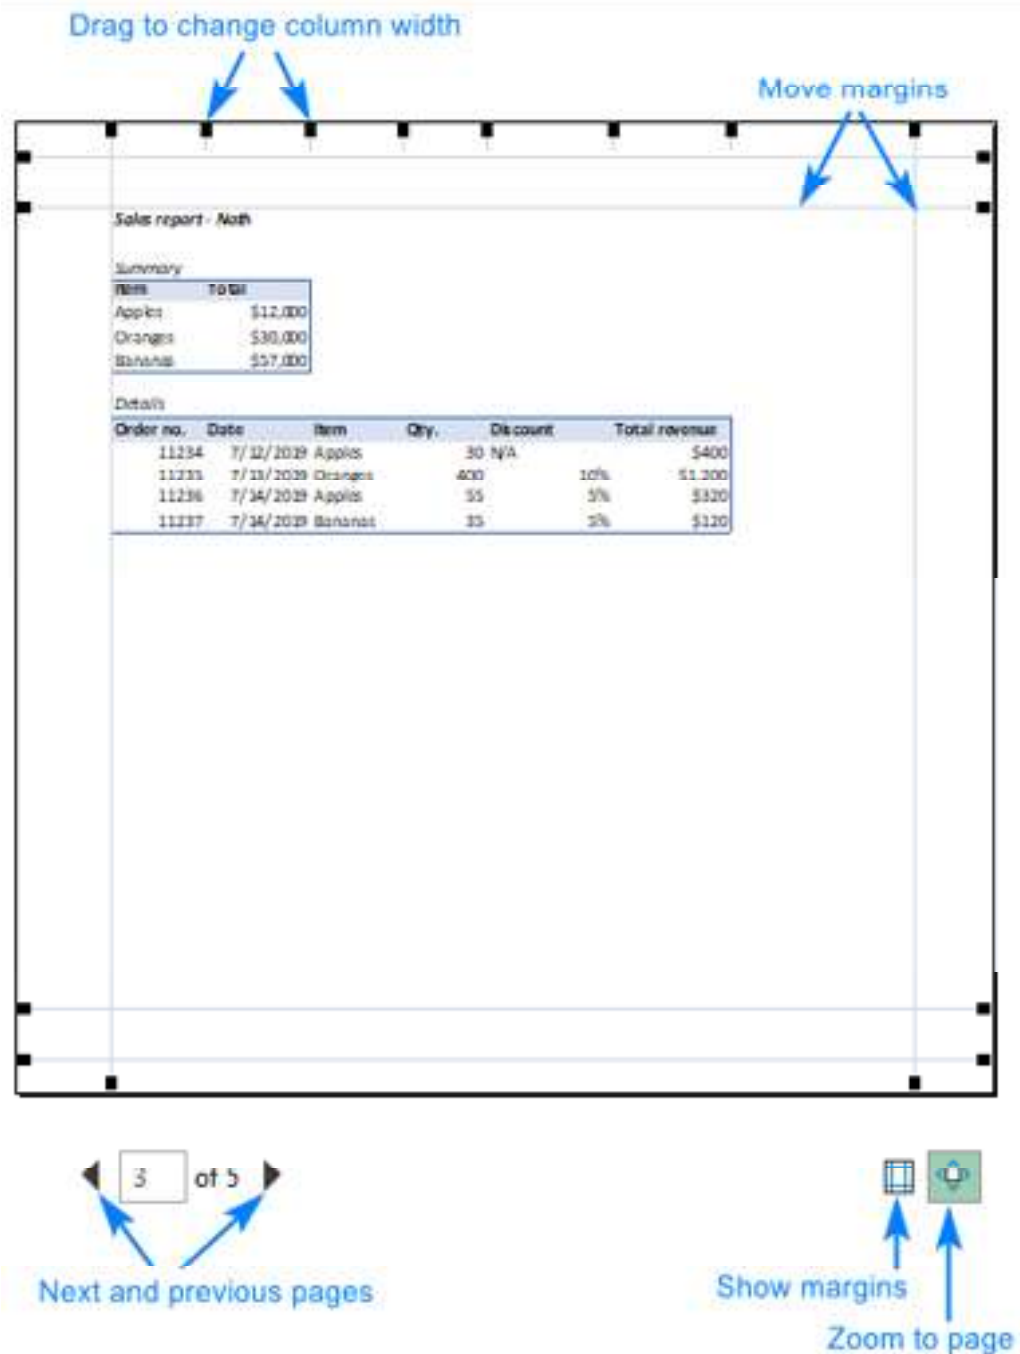 Drag to change column width
Move margins
Sales report - Noth
Summary
Item Total
Apples $12,000
Oranges $30,000
Bananas $57,000
Details
Order no. Date Item Qty. Discount Total revenue
11234 7/12/2019 Apples 30 N/A $400
11235 7/13/2019 Oranges 400 10% $1,200
11236 7/14/2019 Apples 55 5% $320
11237 7/14/2019 Bananas 35 5% $120
3 of 5
Next and previous pages
Show margins
Zoom to page